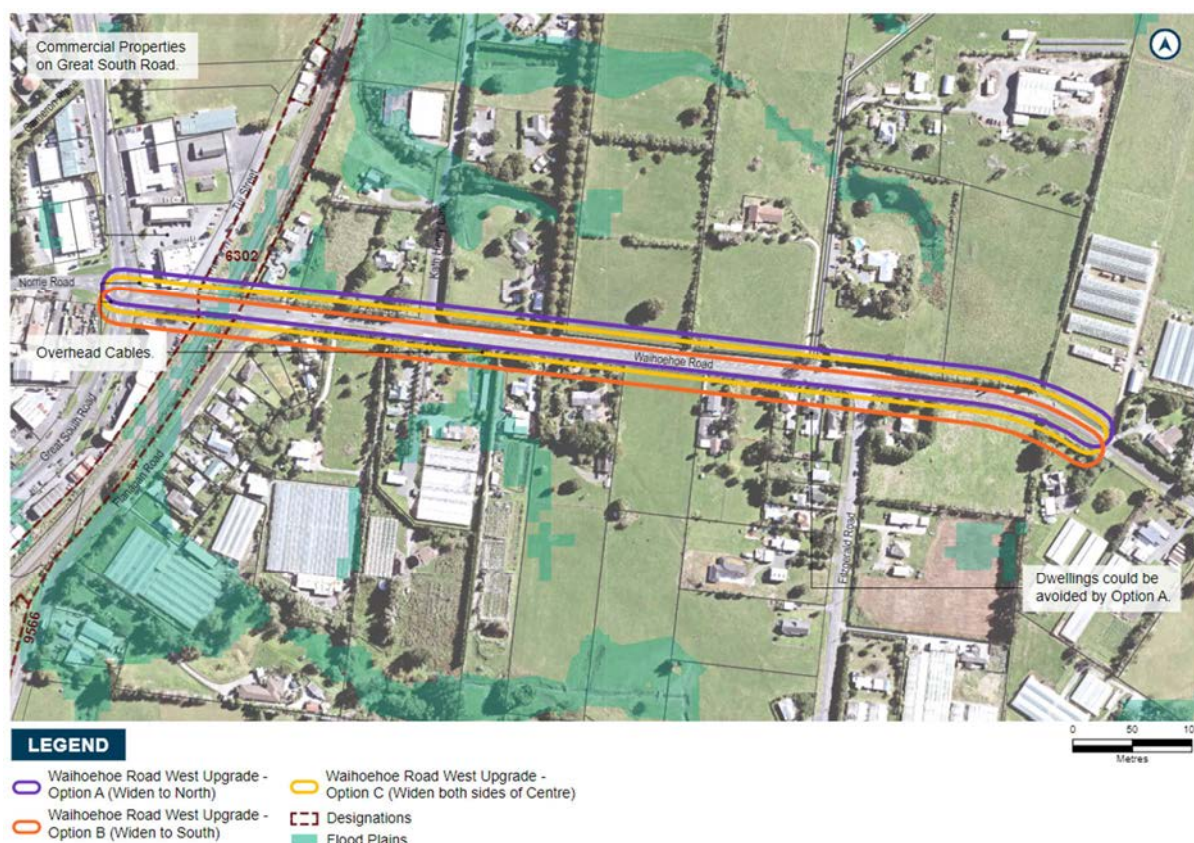 Commercial Properties
on Great South Road.
Tui Street
6302
Norrie Road
Overhead Cables.
Waihoehoe Road
Great South Road
Fitzgerald Road
9566
Dwellings could be
avoided by Option A.
0 50
Metres
LEGEND
Waihoehoe Road West Upgrade -
Option A (Widen to North)
Waihoehoe Road West Upgrade -
Option B (Widen to South)
Waihoehoe Road West Upgrade -
Option C (Widen both sides of Centre)
Designations
Flood Plains